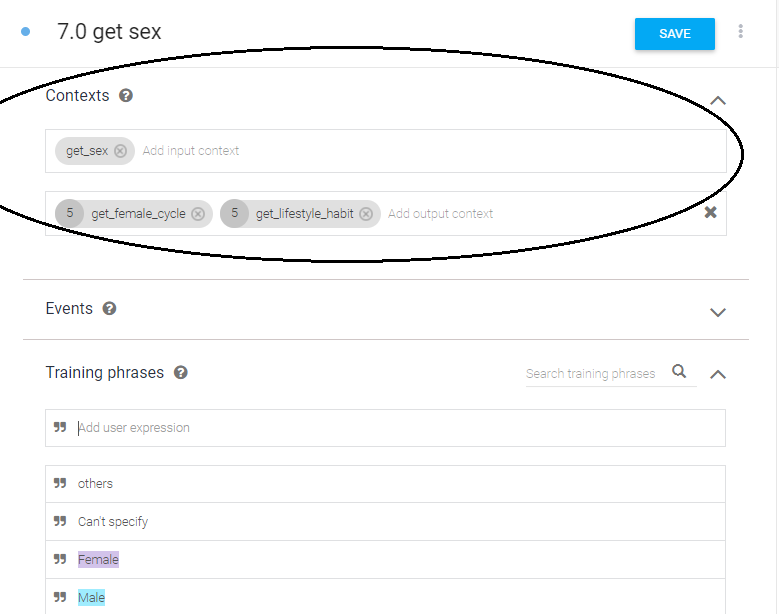 7.0 get sex
SAVE
Contexts ?
get_sex Add input context
5 get_female_cycle 5 get_lifestyle_habit Add output context
Events ?
Training phrases ? Search training phrases
Add user expression
others
Can't specify
Female
Male